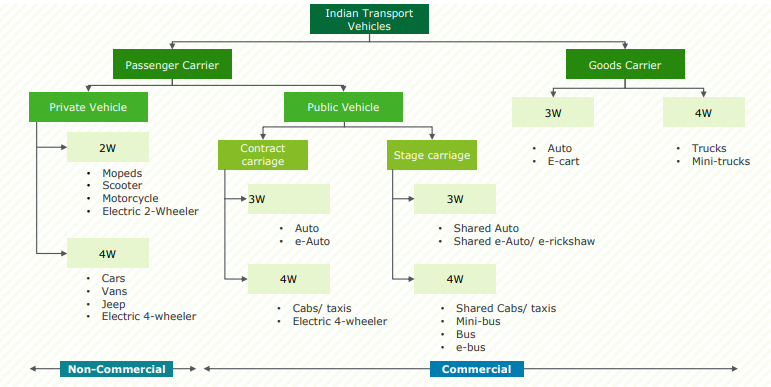 Indian Transport
Vehicles
Passenger Carrier
Goods Carrier
Private Vehicle
Public Vehicle
3W
4W
• Auto
• E-cart
• Trucks
• Mini-trucks
2W
• Mopeds
• Scooter
• Motorcycle
• Electric 2-Wheeler
4W
• Cars
• Vans
• Jeep
• Electric 4-wheeler
Contract
carriage
3W
• Auto
• e-Auto
4W
• Cabs/ taxis
• Electric 4-wheeler
Stage carriage
3W
• Shared Auto
• Shared e-Auto/ e-rickshaw
4W
• Shared Cabs/ taxis
• Mini-bus
• Bus
• e-bus
Non-Commercial
Commercial